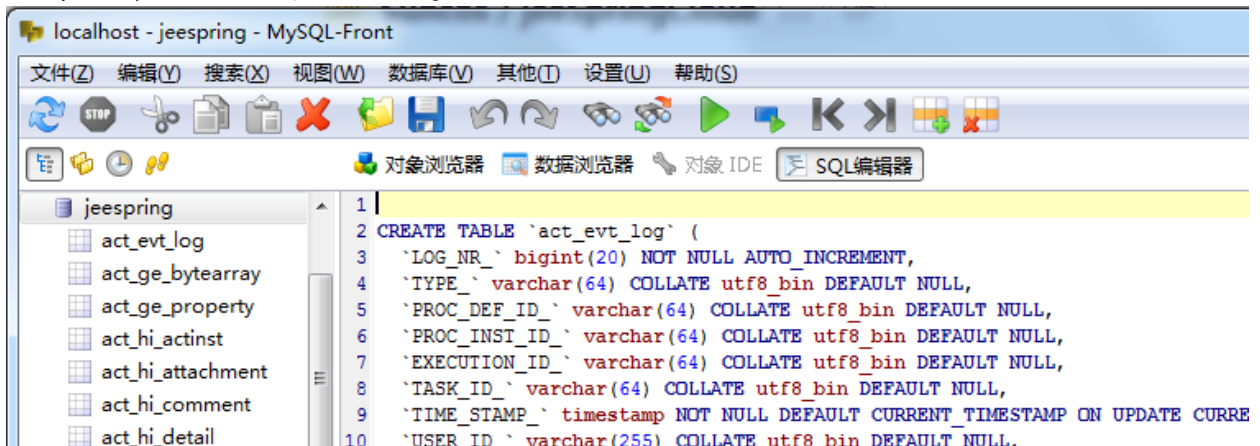 localhost - jeespring - MySQL-Front
文件(Z) 编辑(Y) 搜索(X) 视图(W) 数据库(V) 其他(T) 设置(U) 帮助(S)
STOP
对象浏览器 数据浏览器 对象 IDE SQL编辑器
jeespring
act_evt_log
act_ge_bytearray
act_ge_property
act_hi_actinst
act_hi_attachment
act_hi_comment
act_hi_detail
1
2 CREATE TABLE `act_evt_log` (
3 `LOG_NR_` bigint(20) NOT NULL AUTO_INCREMENT,
4 `TYPE_` varchar(64) COLLATE utf8_bin DEFAULT NULL,
5 `PROC_DEF_ID_` varchar(64) COLLATE utf8_bin DEFAULT NULL,
6 `PROC_INST_ID_` varchar(64) COLLATE utf8_bin DEFAULT NULL,
7 `EXECUTION_ID_` varchar(64) COLLATE utf8_bin DEFAULT NULL,
8 `TASK_ID_` varchar(64) COLLATE utf8_bin DEFAULT NULL,
9 `TIME_STAMP_` timestamp NOT NULL DEFAULT CURRENT_TIMESTAMP ON UPDATE CURRE
10 `USER_ID_` varchar(255) COLLATE utf8_bin DEFAULT NULL,